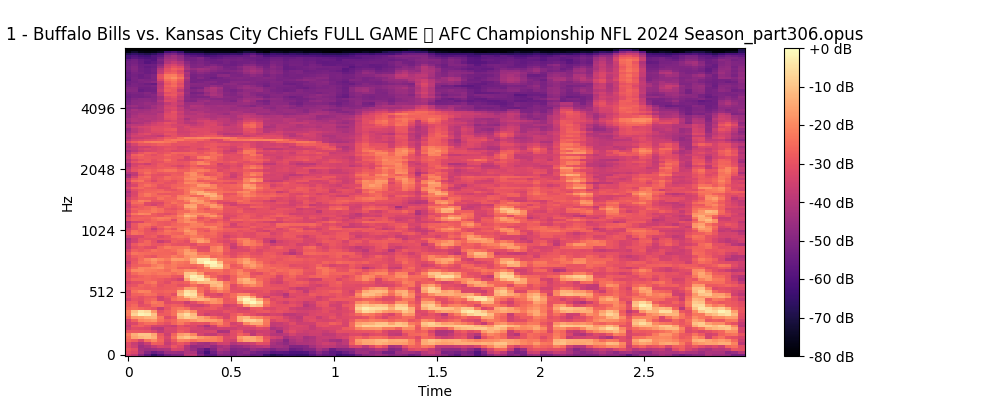 1 - Buffalo Bills vs. Kansas City Chiefs FULL GAME AFC Championship NFL 2024 Season_part306.opus
+0 dB
-10 dB
-20 dB
-30 dB
-40 dB
-50 dB
-60 dB
-70 dB
-80 dB
4096
2048
1024
512
0
Hz
0
0.5
1
1.5
2
2.5
Time